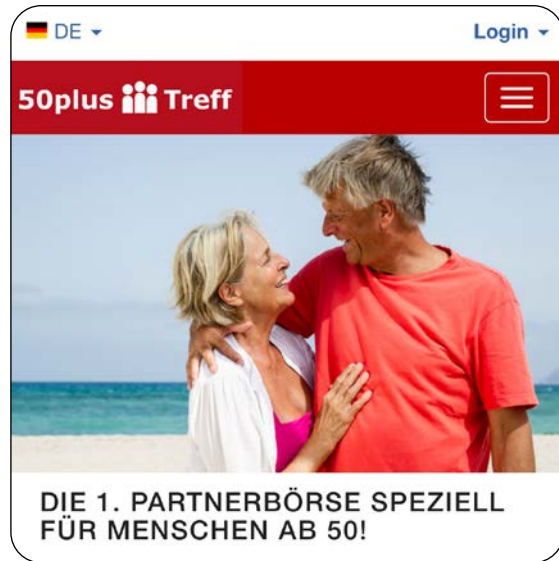 DE
Login
50plus Treff
DIE 1. PARTNERBÖRSE SPEZIELL
FÜR MENSCHEN AB 50!